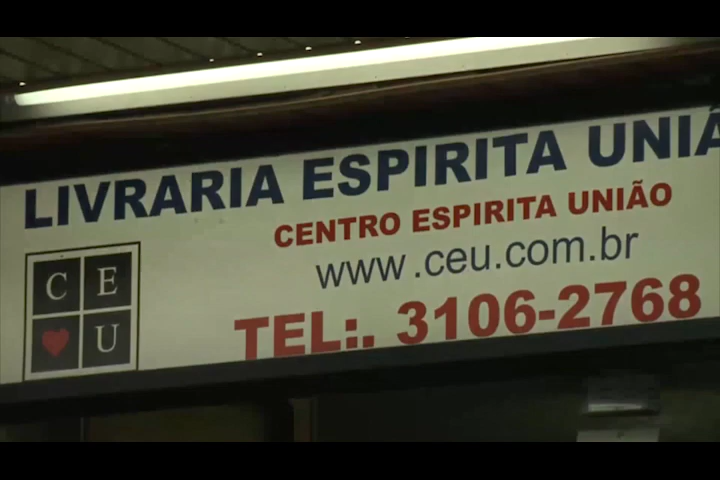 LIVRARIA ESPIRITA UNIÃ
CENTRO ESPIRITA UNIÃO
www.ceu.com.br
TEL:. 3106-2768
C E
U